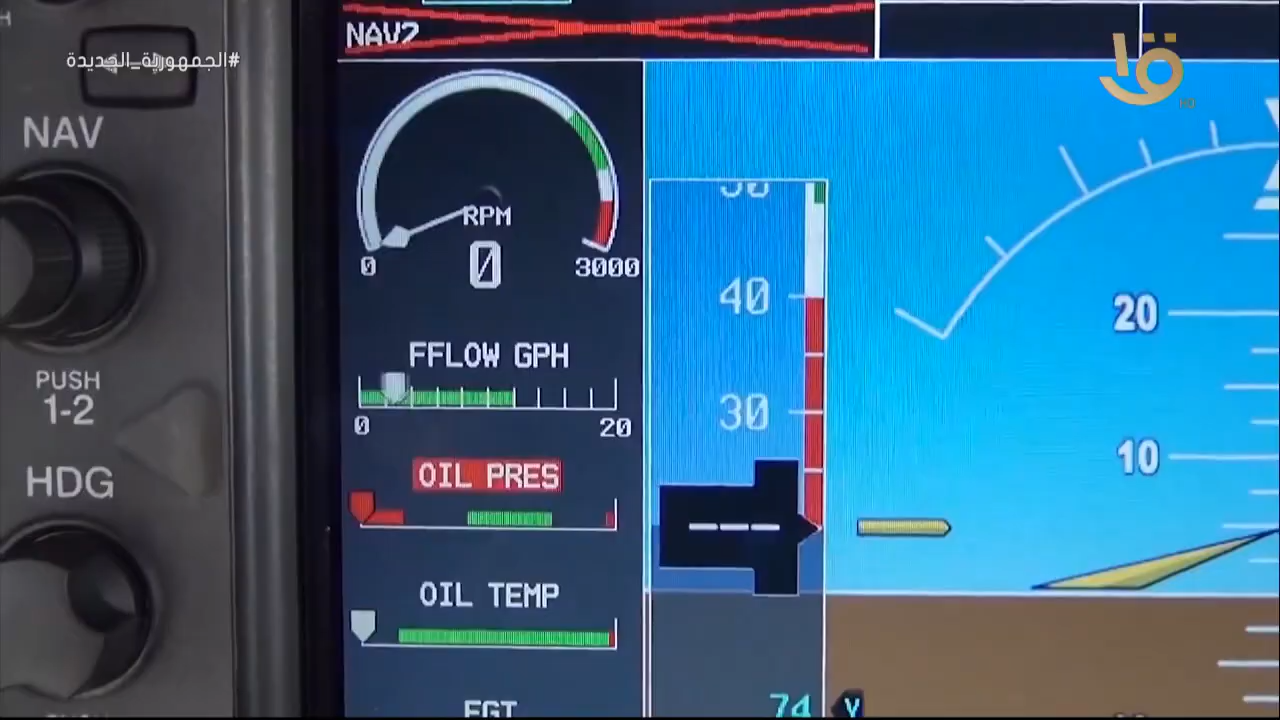 NAV2
#الجمهورية_الجديدة
NAV
RPM
0
0
3000
PUSH
1-2
FFLOW GPH
0
20
HDG
OIL PRES
OIL TEMP
EGT
40
30
---
74
Y
20
10
HD